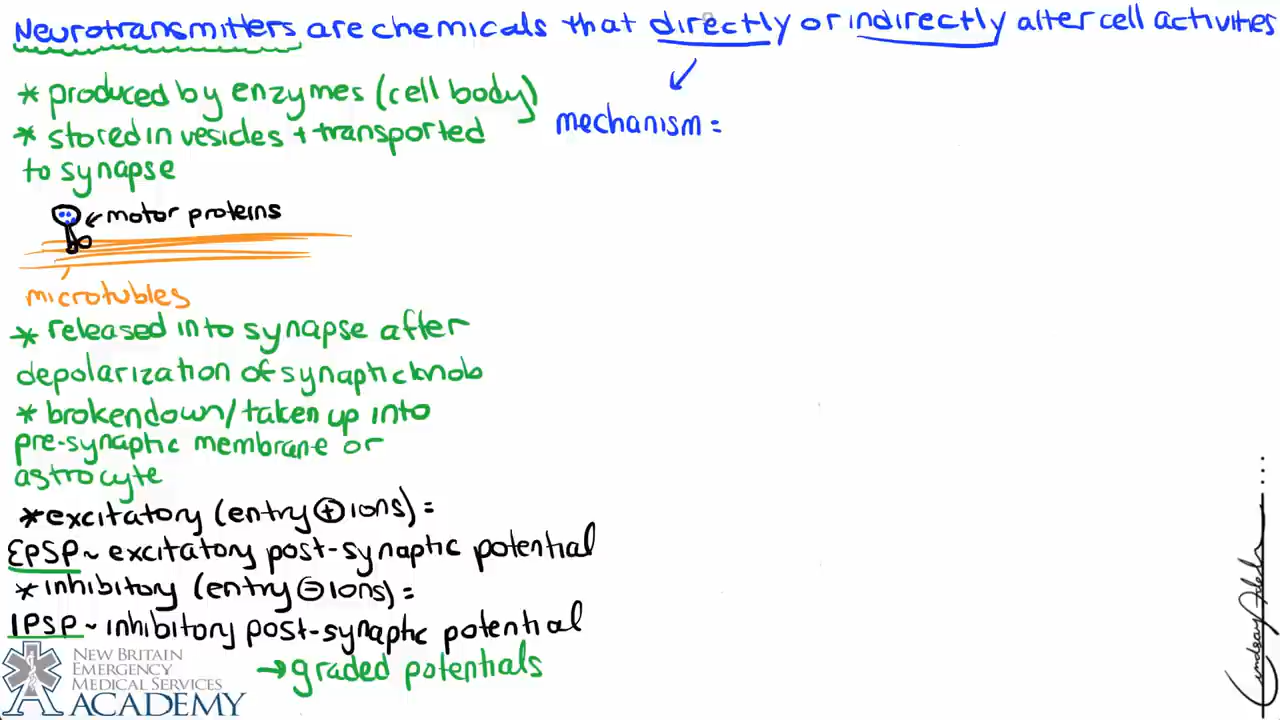 Neurotransmitters are chemicals that directly or indirectly alter cell activities
* produced by enzymes (cell body)
* stored in vesicles + transported
to synapse
motor proteins
microtubles
* released into synapse after
depolarization of synaptic knob
* broken down/taken up into
pre-synaptic membrane or
astrocyte
* excitatory (entry ⊕ ions) =
EPSP ~ excitatory post-synaptic potential
* inhibitory (entry ⊖ ions) =
IPSP ~ inhibitory post-synaptic potential
→ graded potentials
mechanism =
NEW BRITAIN
EMERGENCY
MEDICAL SERVICES
ACADEMY